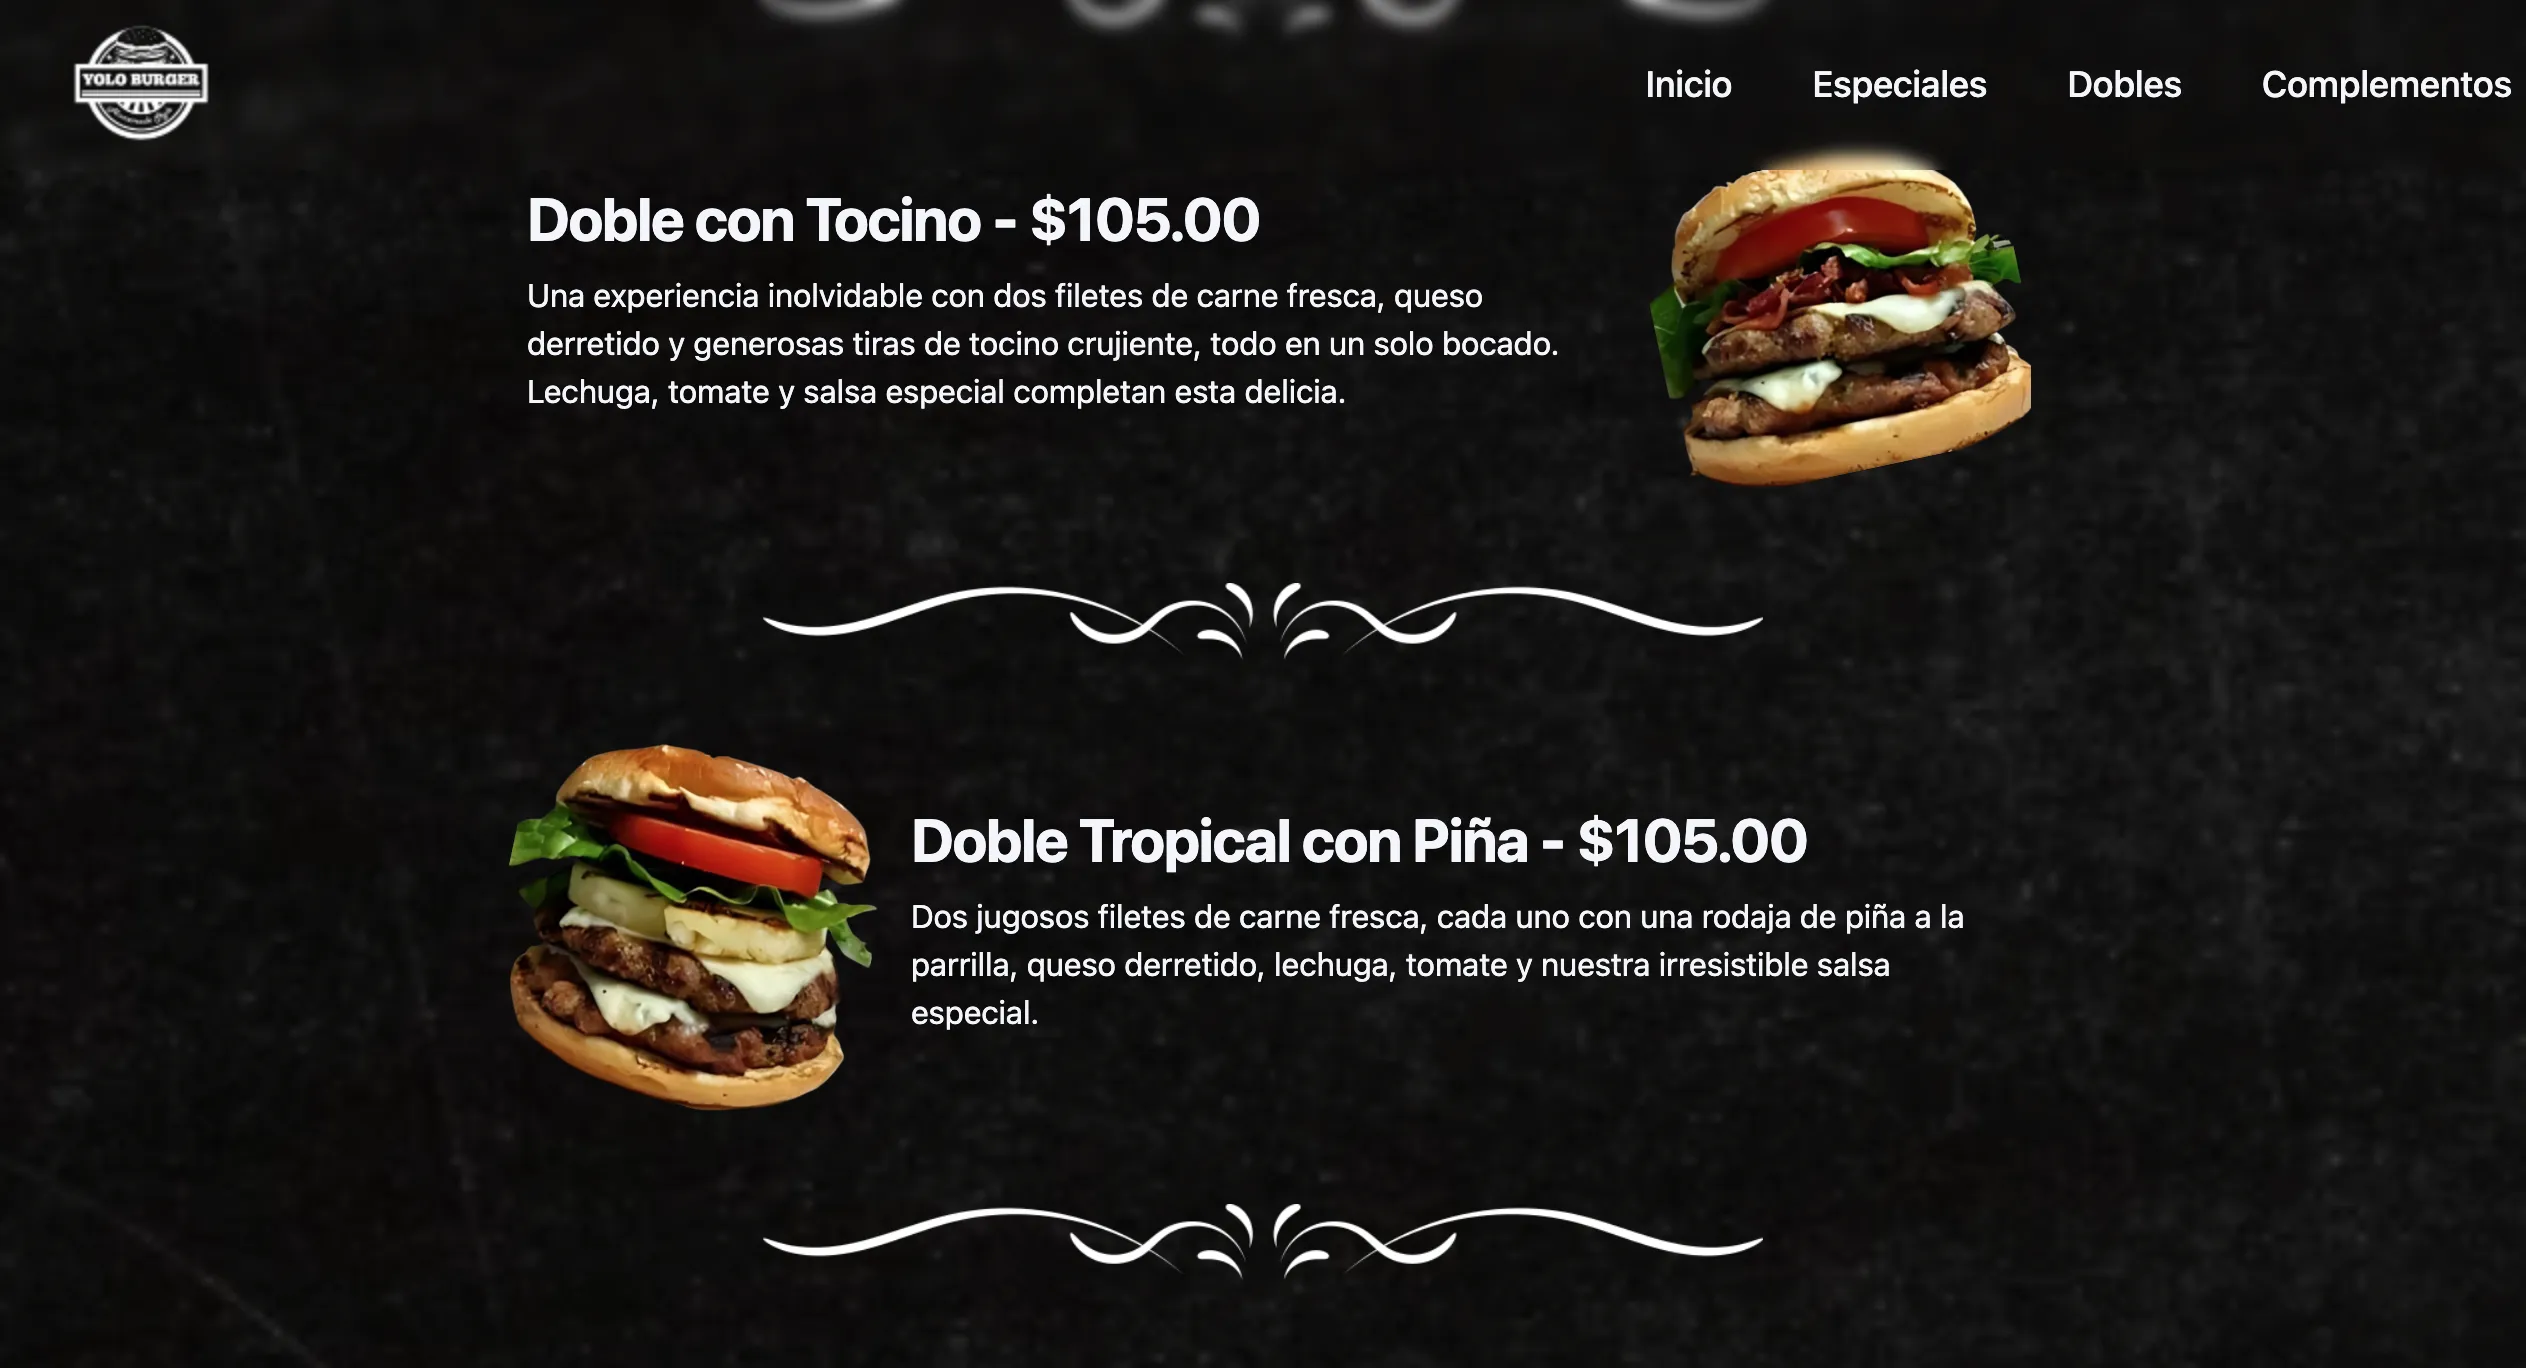 YOLO BURGER
Inicio Especiales Dobles Complementos
Doble con Tocino - $105.00
Una experiencia inolvidable con dos filetes de carne fresca, queso
derretido y generosas tiras de tocino crujiente, todo en un solo bocado.
Lechuga, tomate y salsa especial completan esta delicia.
Doble Tropical con Piña - $105.00
Dos jugosos filetes de carne fresca, cada uno con una rodaja de piña a la
parrilla, queso derretido, lechuga, tomate y nuestra irresistible salsa
especial.